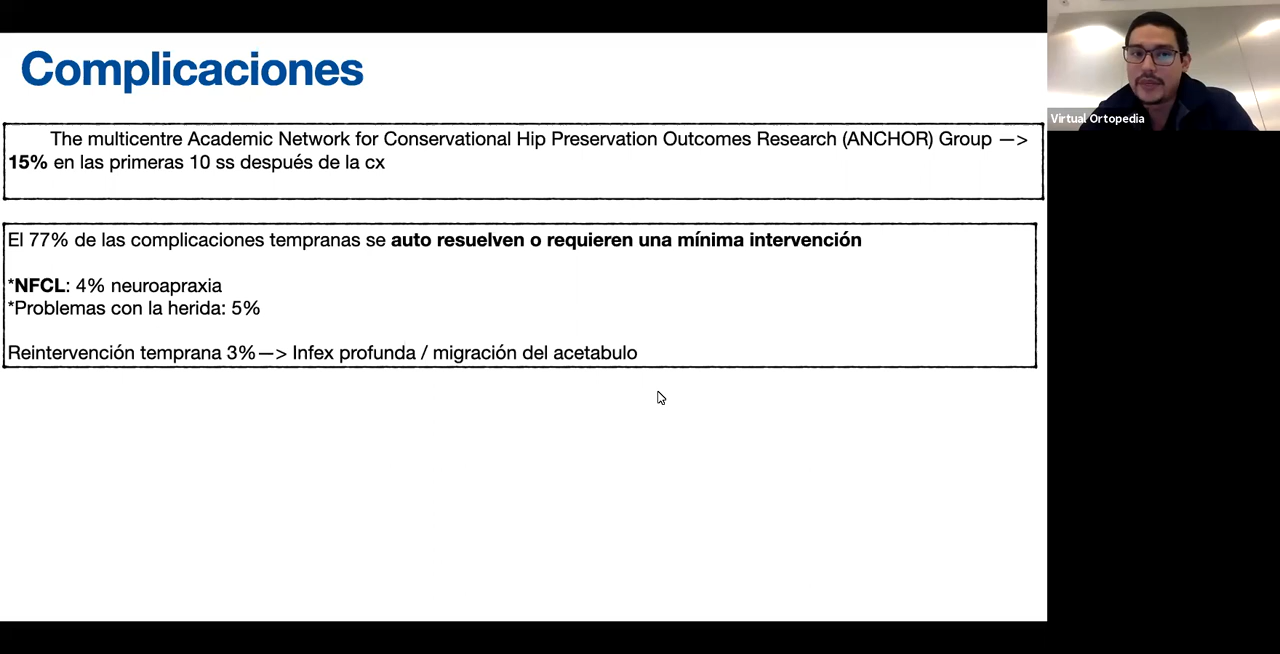 Complicaciones
The multicentre Academic Network for Conservational Hip Preservation Outcomes Research (ANCHOR) Group —>
15% en las primeras 10 ss después de la cx
El 77% de las complicaciones tempranas se auto resuelven o requieren una mínima intervención
*NFCL: 4% neuroapraxia
*Problemas con la herida: 5%
Reintervención temprana 3%—> Infex profunda / migración del acetabulo
Virtual Ortopedia